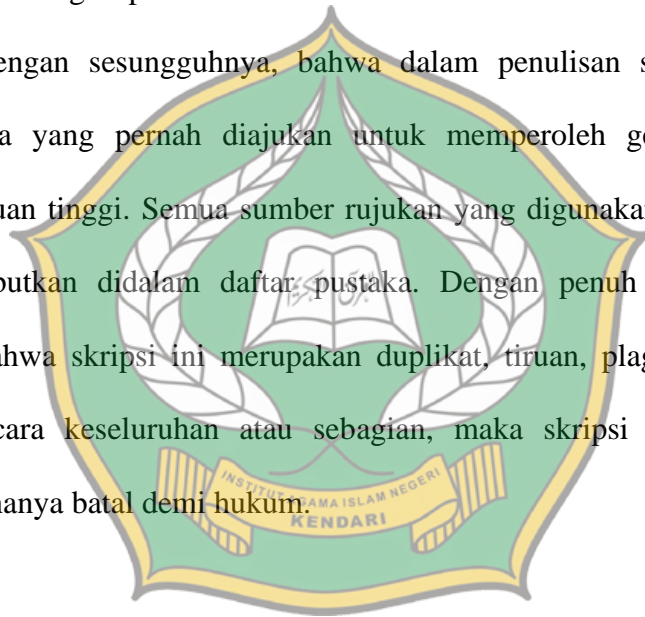 engan sesungguhnya, bahwa dalam penulisan s
a yang pernah diajukan untuk memperoleh ge
uan tinggi. Semua sumber rujukan yang digunakan
butkan didalam daftar pustaka. Dengan penuh
ahwa skripsi ini merupakan duplikat, tiruan, plag
cara keseluruhan atau sebagian, maka skripsi
nanya batal demi hukum.
INSTITUT AGAMA ISLAM NEGERI
KENDARI